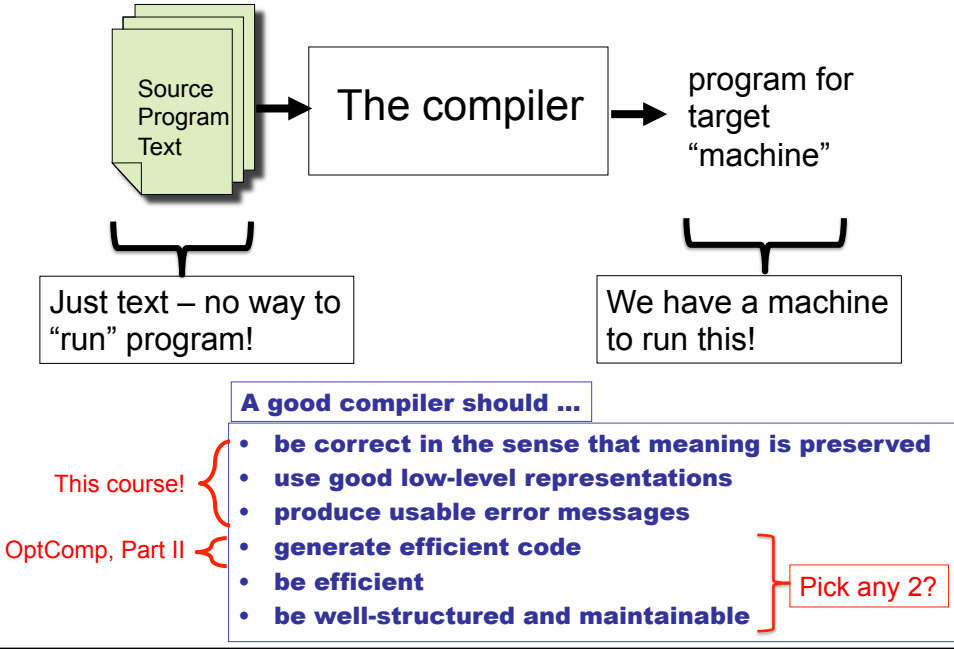 Source
Program
Text
The compiler
program for
target
“machine”
Just text – no way to
“run” program!
We have a machine
to run this!
A good compiler should …
This course!
• be correct in the sense that meaning is preserved
• use good low-level representations
• produce usable error messages
OptComp, Part II
• generate efficient code
• be efficient
• be well-structured and maintainable
Pick any 2?